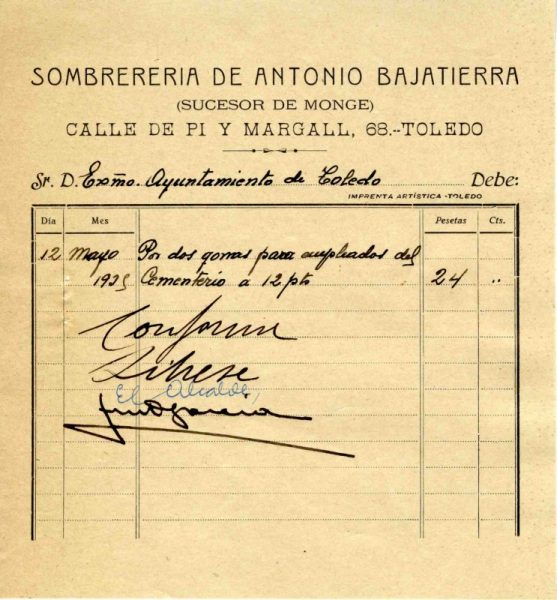 SOMBRERERIA DE ANTONIO BAJATIERRA
(SUCESOR DE MONGE)
CALLE DE PI Y MARGALL, 68.--TOLEDO
Sr. D. Exmo. Ayuntamiento de Toledo Debe:
IMPRENTA ARTÍSTICA - TOLEDO
Día Mes Pesetas Cts.
12 Mayo Por dos gorras para empleados del
1935 Cementerio a 12 pts 24 "
Conforme
Líbrese
El Alcalde,